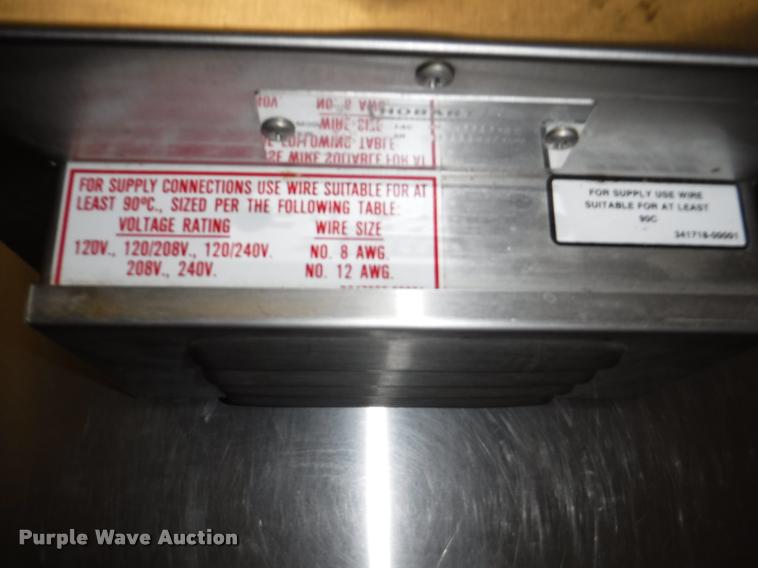 HOBART
FOR SUPPLY CONNECTIONS USE WIRE SUITABLE FOR AT
LEAST 90ºC., SIZED PER THE FOLLOWING TABLE:
VOLTAGE RATING WIRE SIZE
120V., 120/208V., 120/240V. NO. 8 AWG.
208V., 240V. NO. 12 AWG.
FOR SUPPLY USE WIRE
SUITABLE FOR AT LEAST
90C
341718-00001
Purple Wave Auction